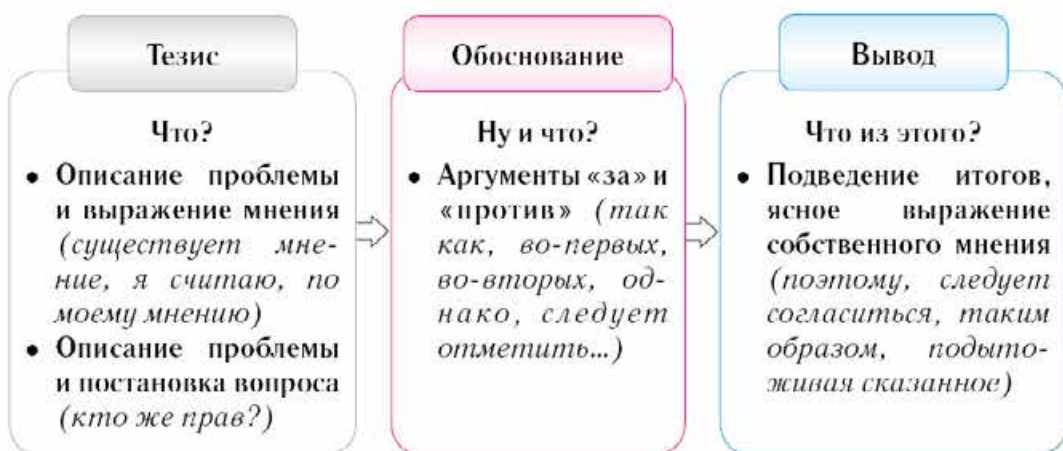 Тезис
Что?
• Описание проблемы
и выражение мнения
(существует мне-
ние, я считаю, по
моему мнению)
• Описание проблемы
и постановка вопроса
(кто же прав?)
Обоснование
Ну и что?
• Аргументы «за» и
«против» (так
как, во-первых,
во-вторых, од-
нако, следует
отметить...)
Вывод
Что из этого?
• Подведение итогов,
ясное выражение
собственного мнения
(поэтому, следует
согласиться, таким
образом, подыто-
живая сказанное)